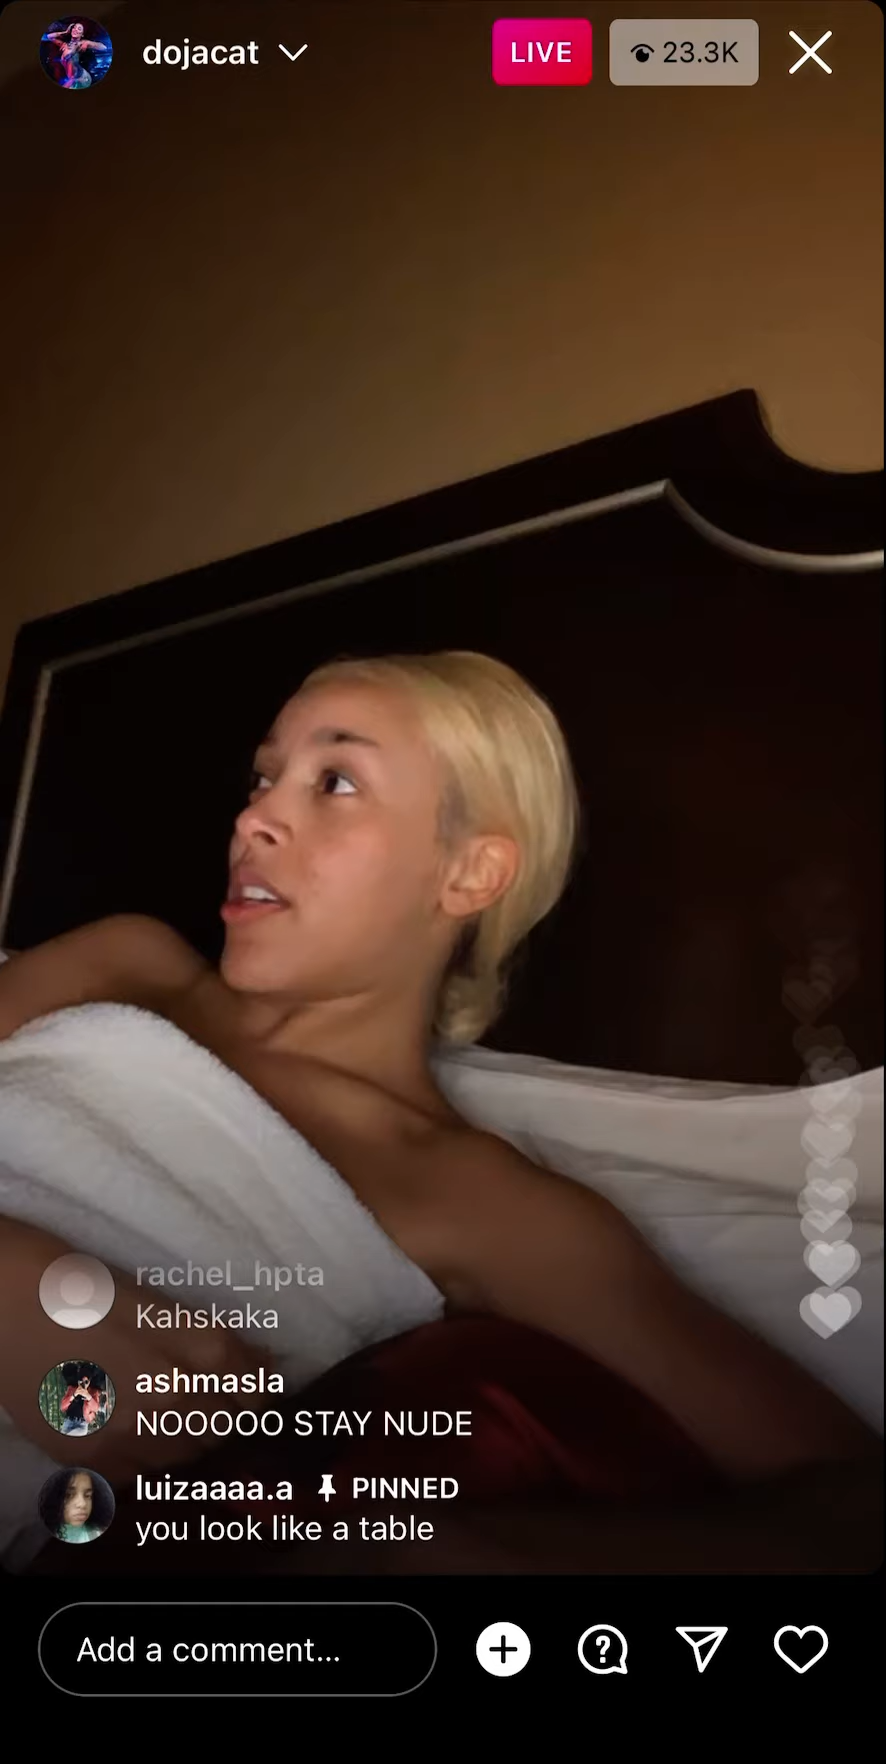 dojacat
LIVE
23.3K
rachel_hpta
Kahskaka
ashmasla
NOOOOO STAY NUDE
luizaaaa.a PINNED
you look like a table
Add a comment...